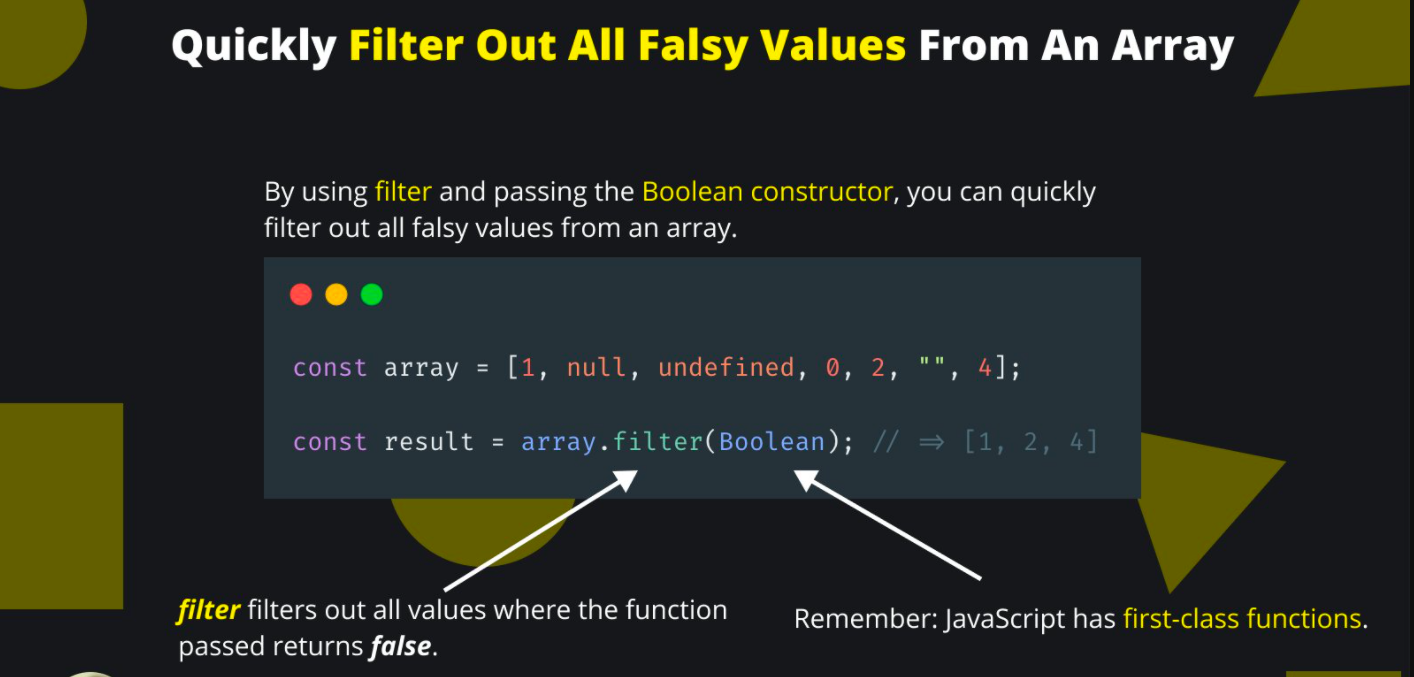 Quickly Filter Out All Falsy Values From An Array
By using filter and passing the Boolean constructor, you can quickly
filter out all falsy values from an array.
const array = [1, null, undefined, 0, 2, "", 4];
const result = array.filter(Boolean); // ⇒ [1, 2, 4]
filter filters out all values where the function
passed returns false.
Remember: JavaScript has first-class functions.